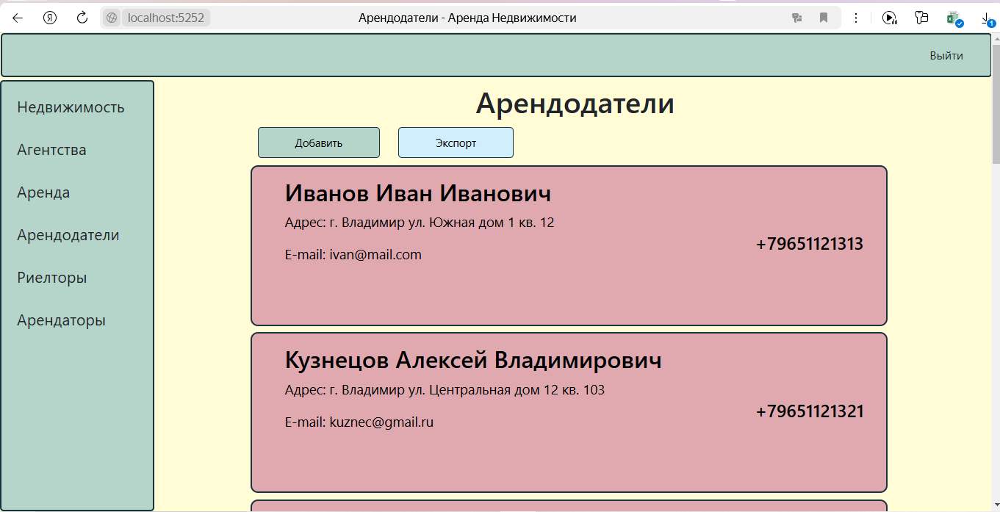 Я
localhost:5252
Арендодатели - Аренда Недвижимости
1
Выйти
Недвижимость
Агентства
Аренда
Арендодатели
Риелторы
Арендаторы
Арендодатели
Добавить
Экспорт
Иванов Иван Иванович
Адрес: г. Владимир ул. Южная дом 1 кв. 12
E-mail: ivan@mail.com
+79651121313
Кузнецов Алексей Владимирович
Адрес: г. Владимир ул. Центральная дом 12 кв. 103
E-mail: kuznec@gmail.ru
+79651121321